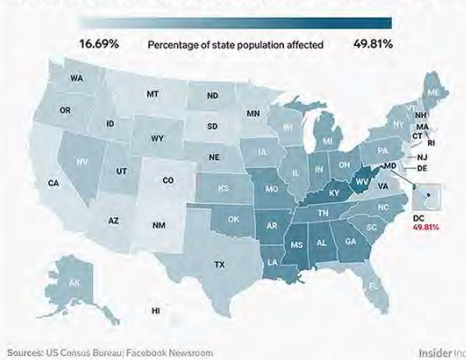 16.69% Percentage of state population affected 49.81%
WA
MT
ND
MN
ME
VT
NH
OR
ID
SD
WI
NY
MA
CT
RI
WY
MI
IA
PA
NJ
NE
OH
MD
DE
NV
UT
IL
IN
WV
VA
CA
CO
KS
MO
KY
NC
DC
49.81%
TN
AZ
NM
OK
AR
SC
MS
AL
GA
TX
LA
AK
HI
FL
Sources: US Census Bureau; Facebook Newsroom
Insider Inc